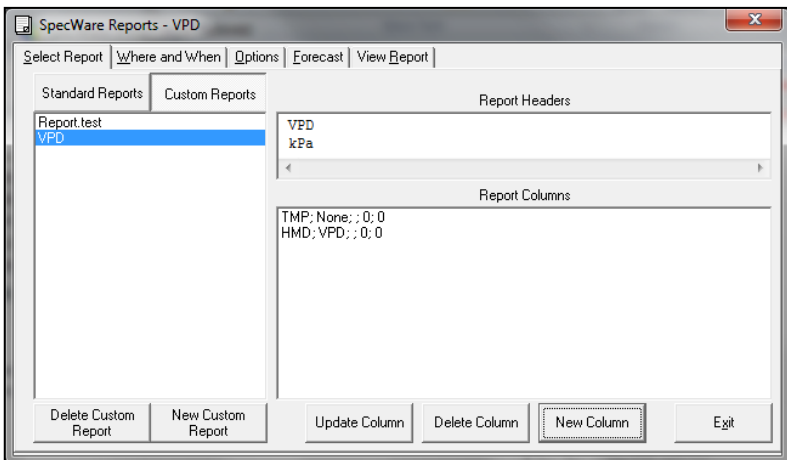 SpecWare Reports - VPD
x
Select Report
Where and When
Options
Forecast
View Report
Standard Reports
Custom Reports
Report.test
VPD
Report Headers
VPD
kPa
Report Columns
TMP; None; ; 0; 0
HMD; VPD; ; 0; 0
Delete Custom
Report
New Custom
Report
Update Column
Delete Column
New Column
Exit